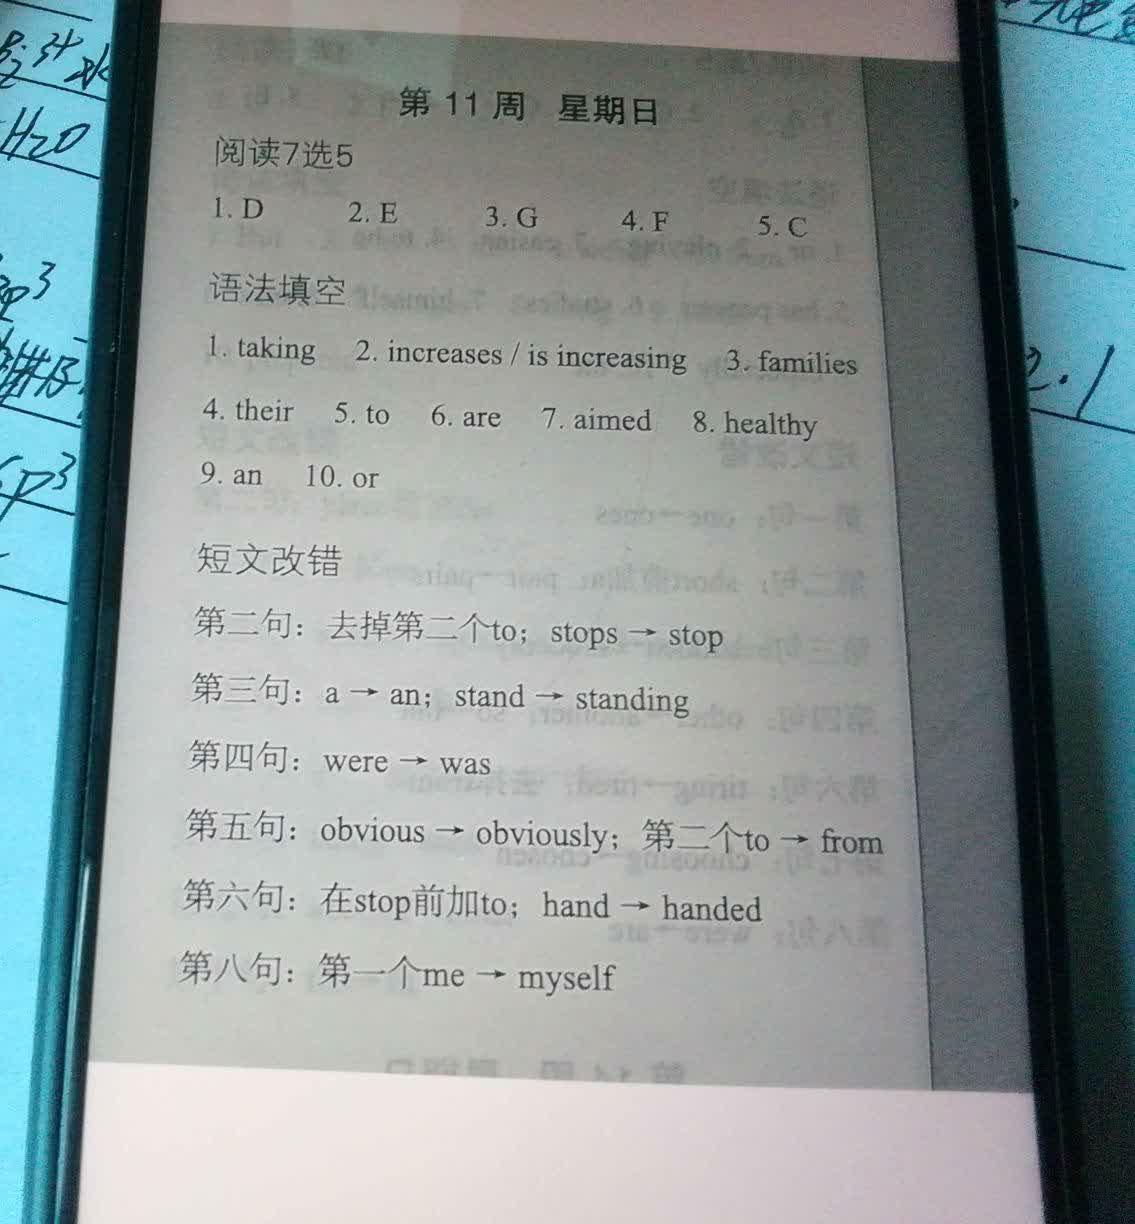 第 11 周 星期日
阅读7选5
1. D 2. E 3. G 4. F 5. C
语法填空
1. taking 2. increases / is increasing 3. families
4. their 5. to 6. are 7. aimed 8. healthy
9. an 10. or
短文改错
第二句：去掉第二个to；stops → stop
第三句：a → an；stand → standing
第四句：were → was
第五句：obvious → obviously；第二个to → from
第六句：在stop前加to；hand → handed
第八句：第一个me → myself
H2O
2.1